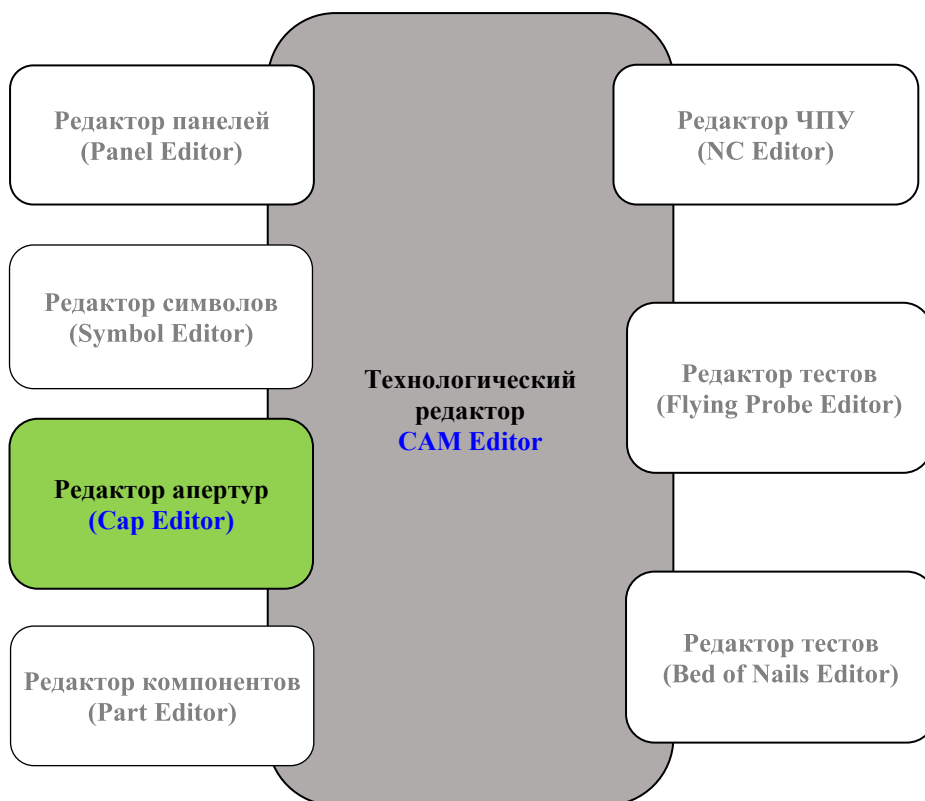 Редактор панелей
(Panel Editor)
Редактор символов
(Symbol Editor)
Редактор апертур
(Cap Editor)
Редактор компонентов
(Part Editor)
Технологический
редактор
CAM Editor
Редактор ЧПУ
(NC Editor)
Редактор тестов
(Flying Probe Editor)
Редактор тестов
(Bed of Nails Editor)